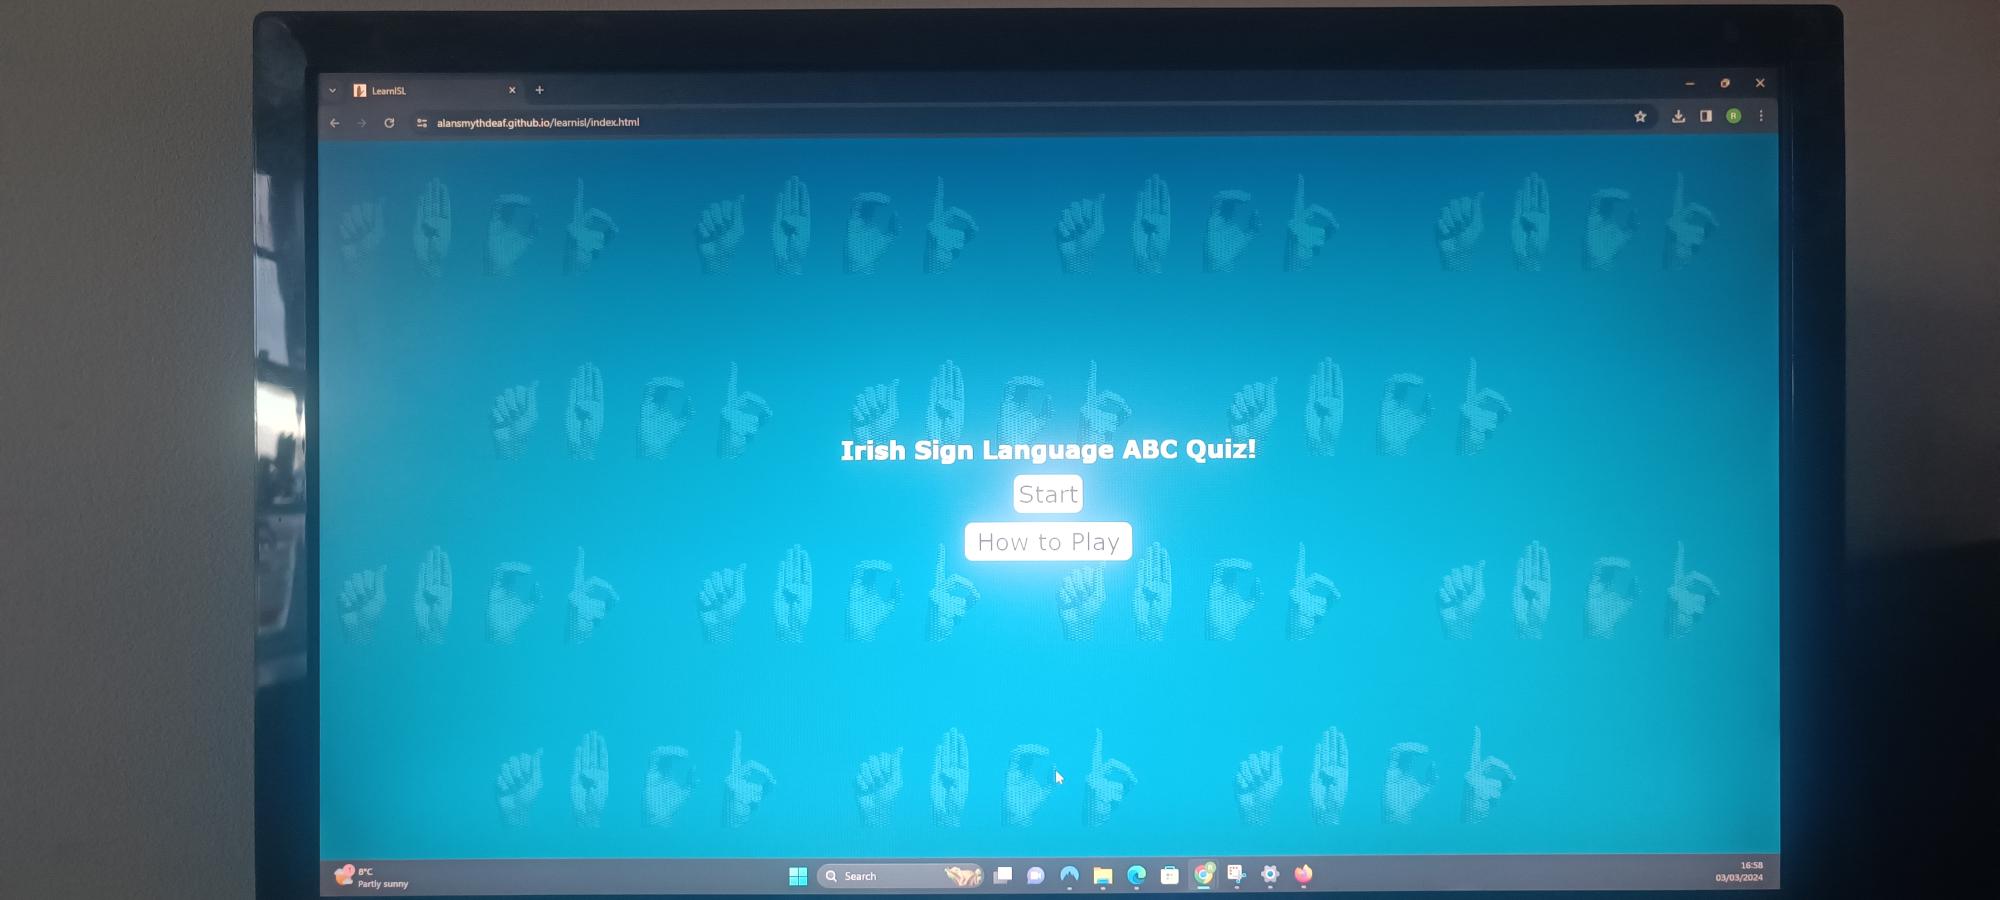 LearnISL
alansmythdeaf.github.io/learnisl/index.html
R
Irish Sign Language ABC Quiz!
Start
How to Play
8°C
Partly sunny
Search
16:58
03/03/2024